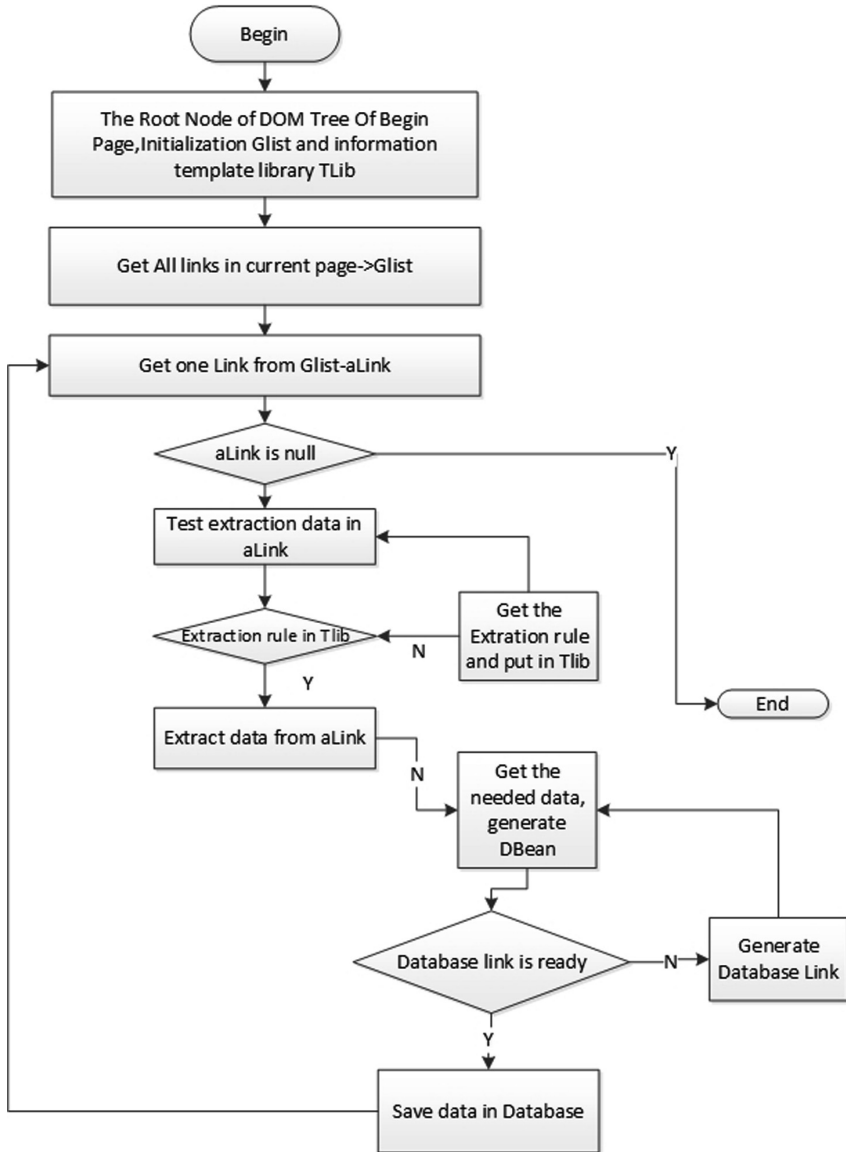 Begin
The Root Node of DOM Tree Of Begin
Page,Initialization Glist and information
template library TLib
Get All links in current page->Glist
Get one Link from Glist-aLink
aLink is null
Y
Test extraction data in
aLink
Extraction rule in Tlib
N
Get the
Extration rule
and put in Tlib
Y
End
Extract data from aLink
N
Get the
needed data,
generate
DBean
Database link is ready
N
Generate
Database Link
Y
Save data in Database